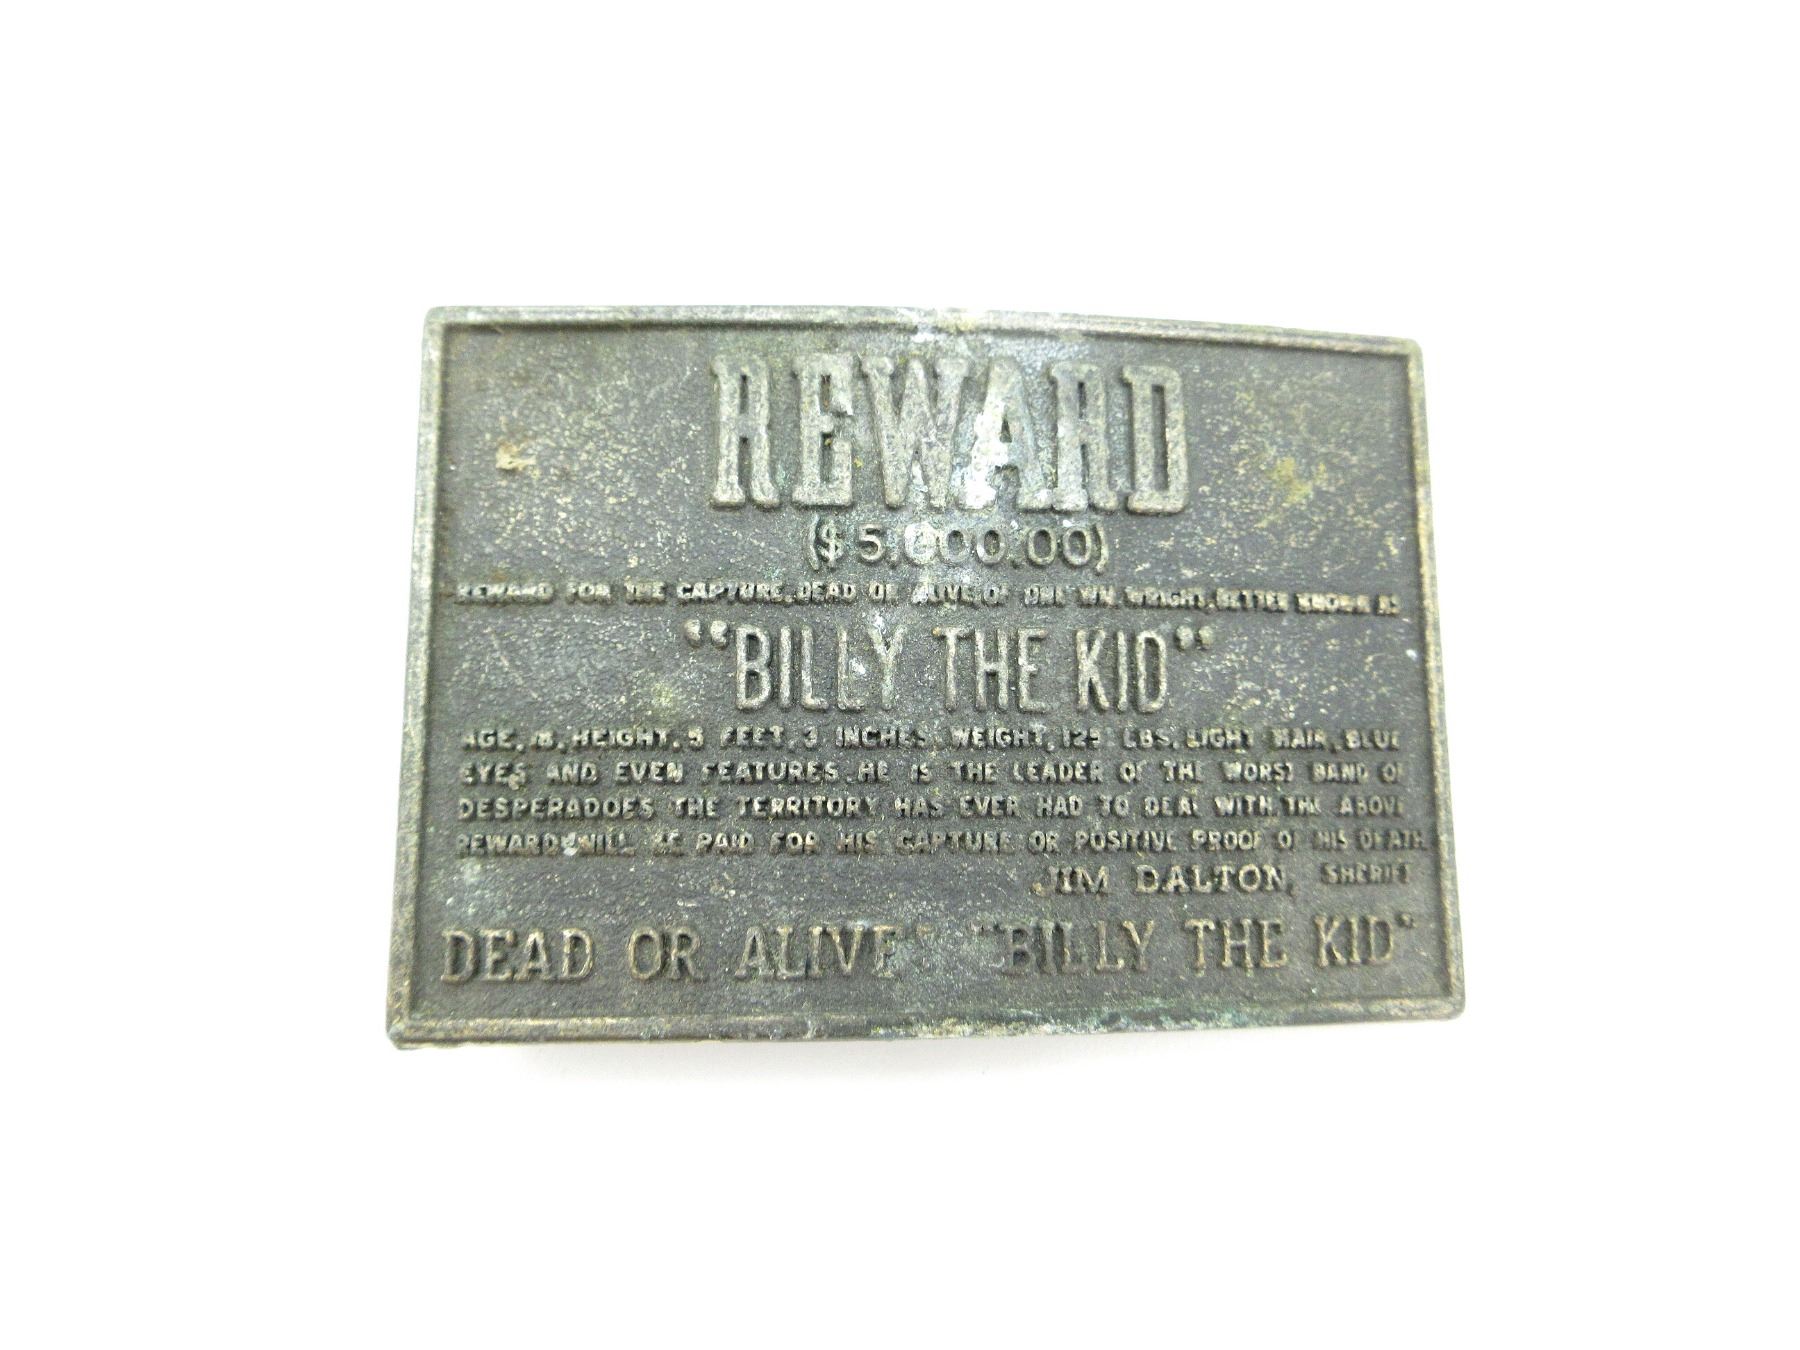 REWARD
($5,000.00)
REWARD FOR THE CAPTURE, DEAD OR ALIVE, OF ONE WM. WRIGHT, BETTER KNOWN AS
"BILLY THE KID"
AGE, 18, HEIGHT, 5 FEET, 3 INCHES, WEIGHT, 125 LBS. LIGHT HAIR, BLUE
EYES AND EVEN FEATURES. HE IS THE LEADER OF THE WORST BAND OF
DESPERADOES THE TERRITORY HAS EVER HAD TO DEAL WITH. THE ABOVE
REWARD WILL BE PAID FOR HIS CAPTURE OR POSITIVE PROOF OF HIS DEATH
JIM DALTON, SHERIFF
DEAD OR ALIVE! "BILLY THE KID"